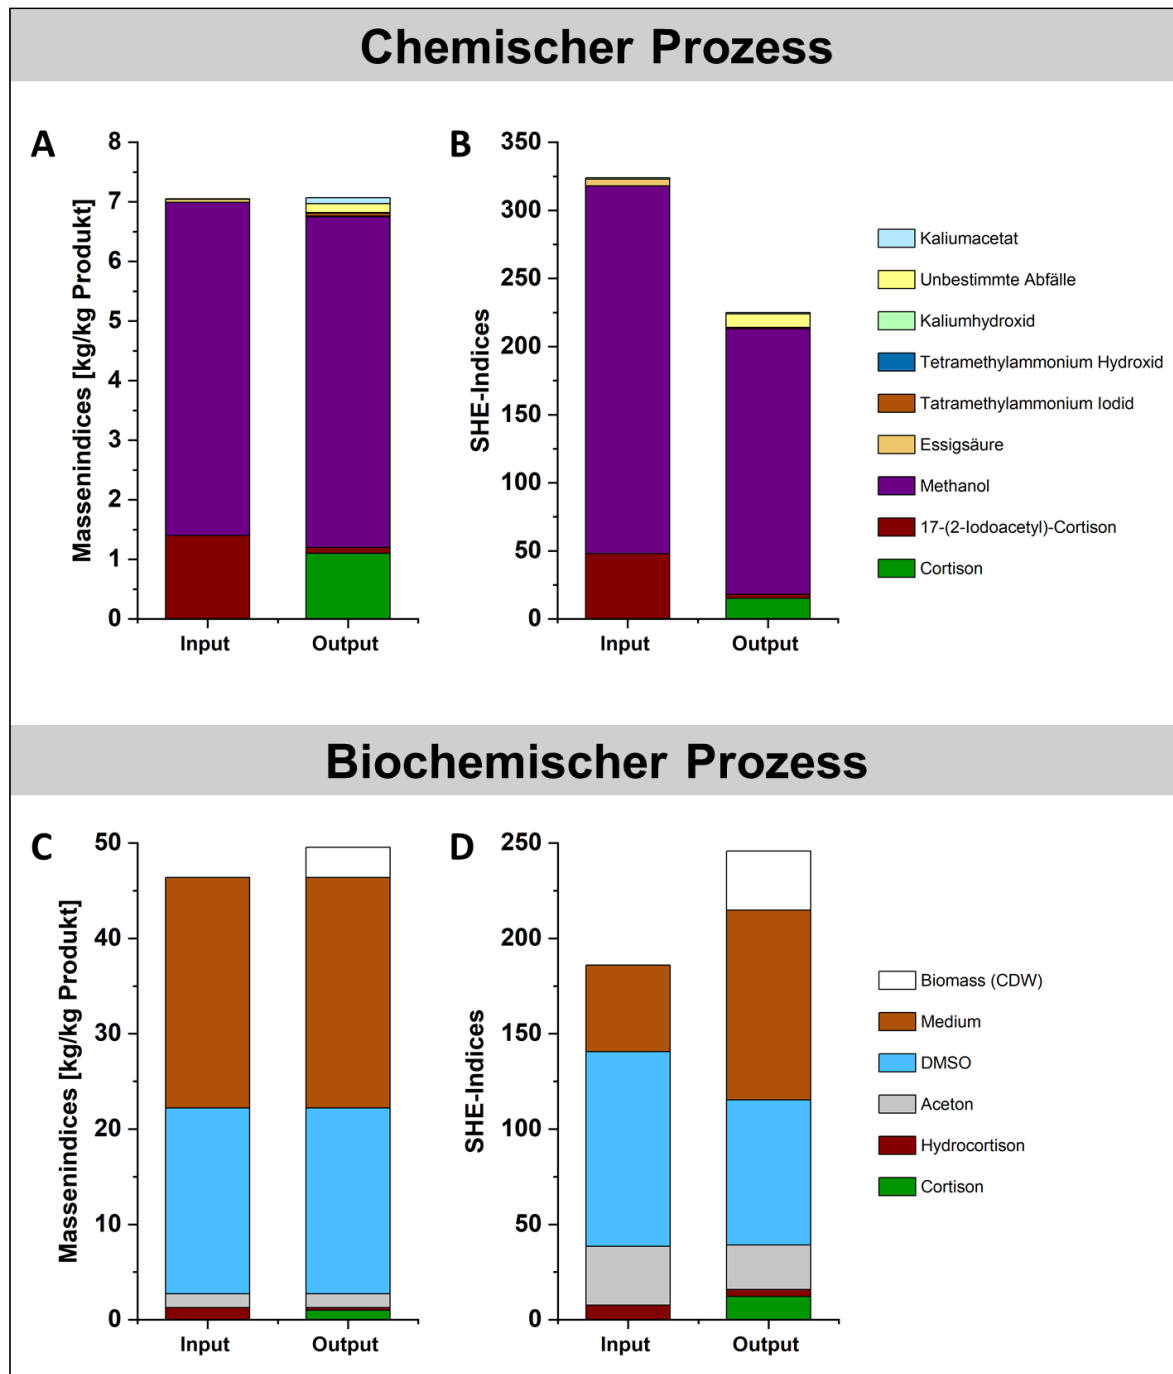 Chemischer Prozess
A
Massenindices [kg/kg Produkt]
8
7
6
5
4
3
2
1
0
Input
Output
B
SHE-Indices
350
300
250
200
150
100
50
0
Input
Output
Kaliumacetat
Unbestimmte Abfälle
Kaliumhydroxid
Tetramethylammonium Hydroxid
Tatramethylammonium Iodid
Essigsäure
Methanol
17-(2-Iodoacetyl)-Cortison
Cortison
Biochemischer Prozess
C
Massenindices [kg/kg Produkt]
50
40
30
20
10
0
Input
Output
D
SHE-Indices
250
200
150
100
50
0
Input
Output
Biomass (CDW)
Medium
DMSO
Aceton
Hydrocortison
Cortison